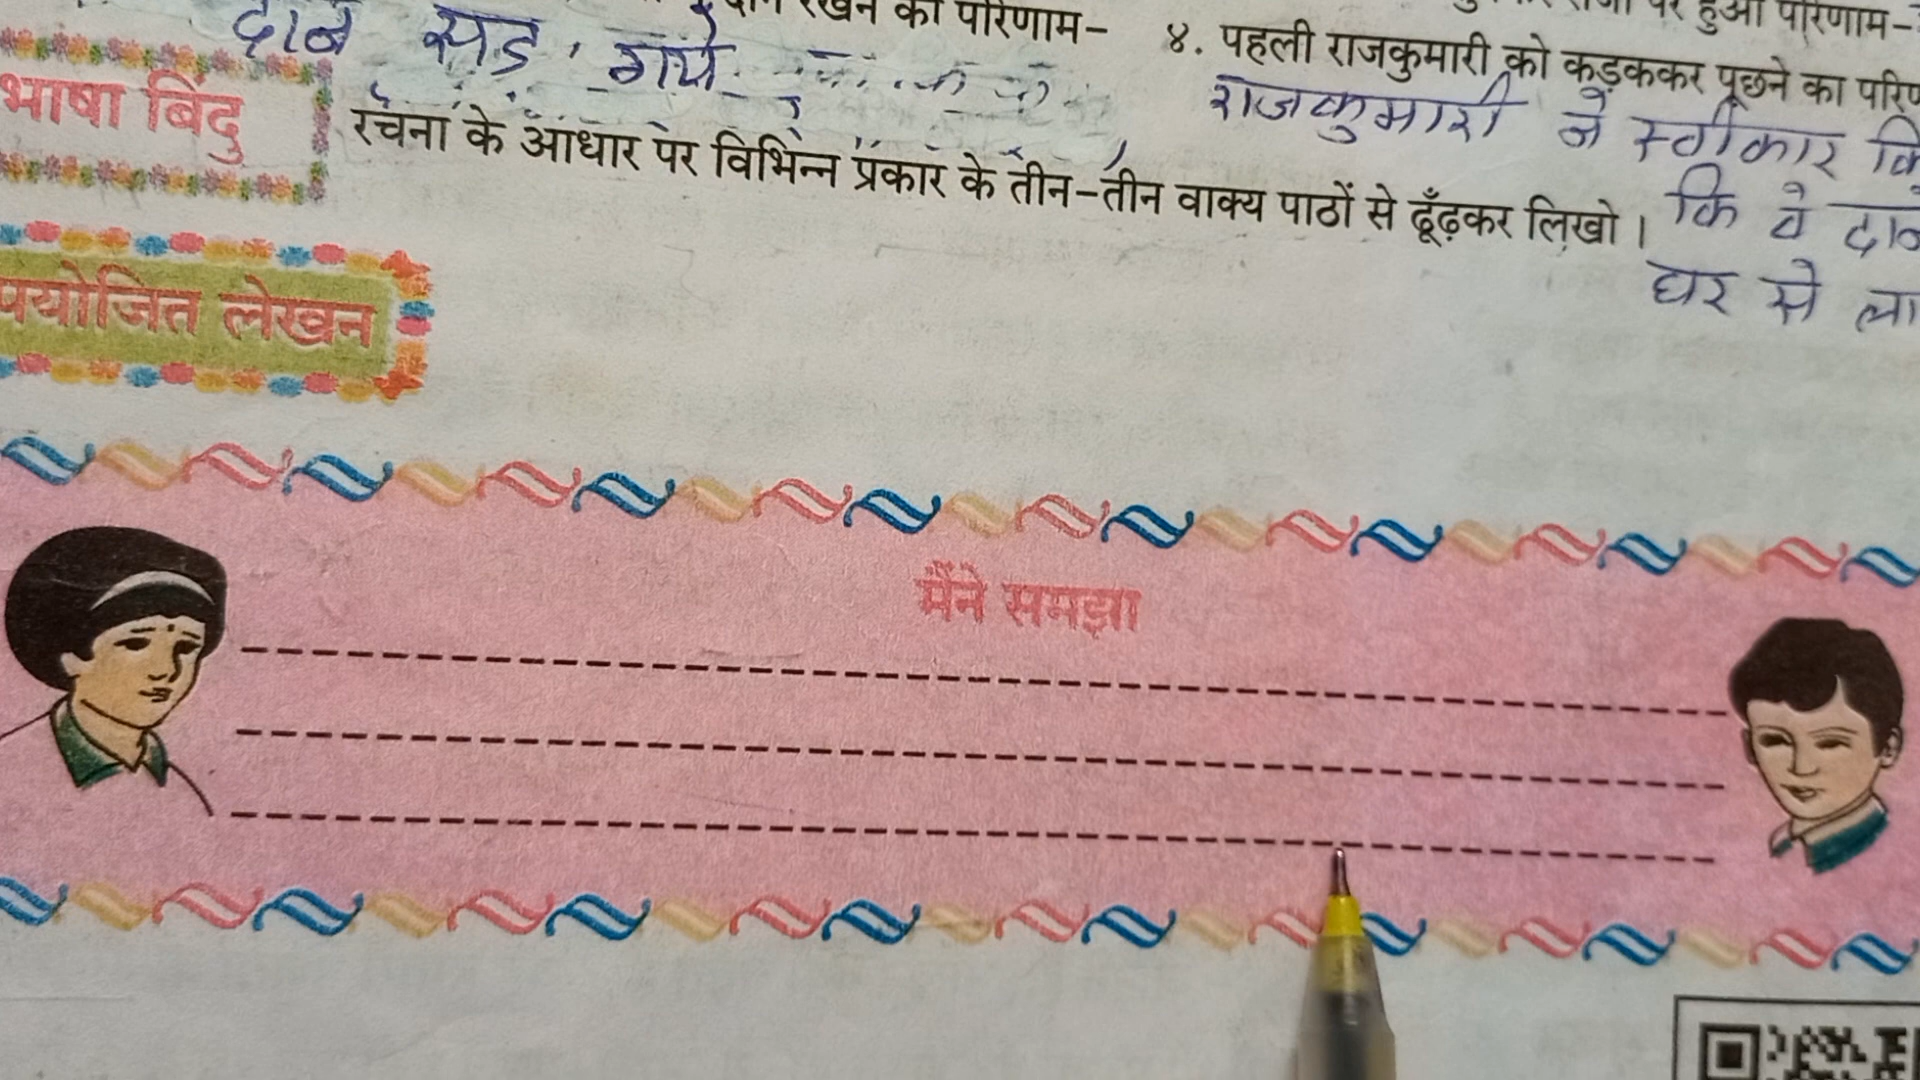 रखने का परिणाम-
दाने सड़ गये
हुआ परिणाम-
४. पहली राजकुमारी को कड़ककर पूछने का
राजकुमारी ने स्वीकार
कि वे
घर से
भाषा बिंदु
रचना के आधार पर विभिन्न प्रकार के तीन-तीन वाक्य पाठों से ढूँढ़कर लिखो ।
लेखन
मैंने समझा